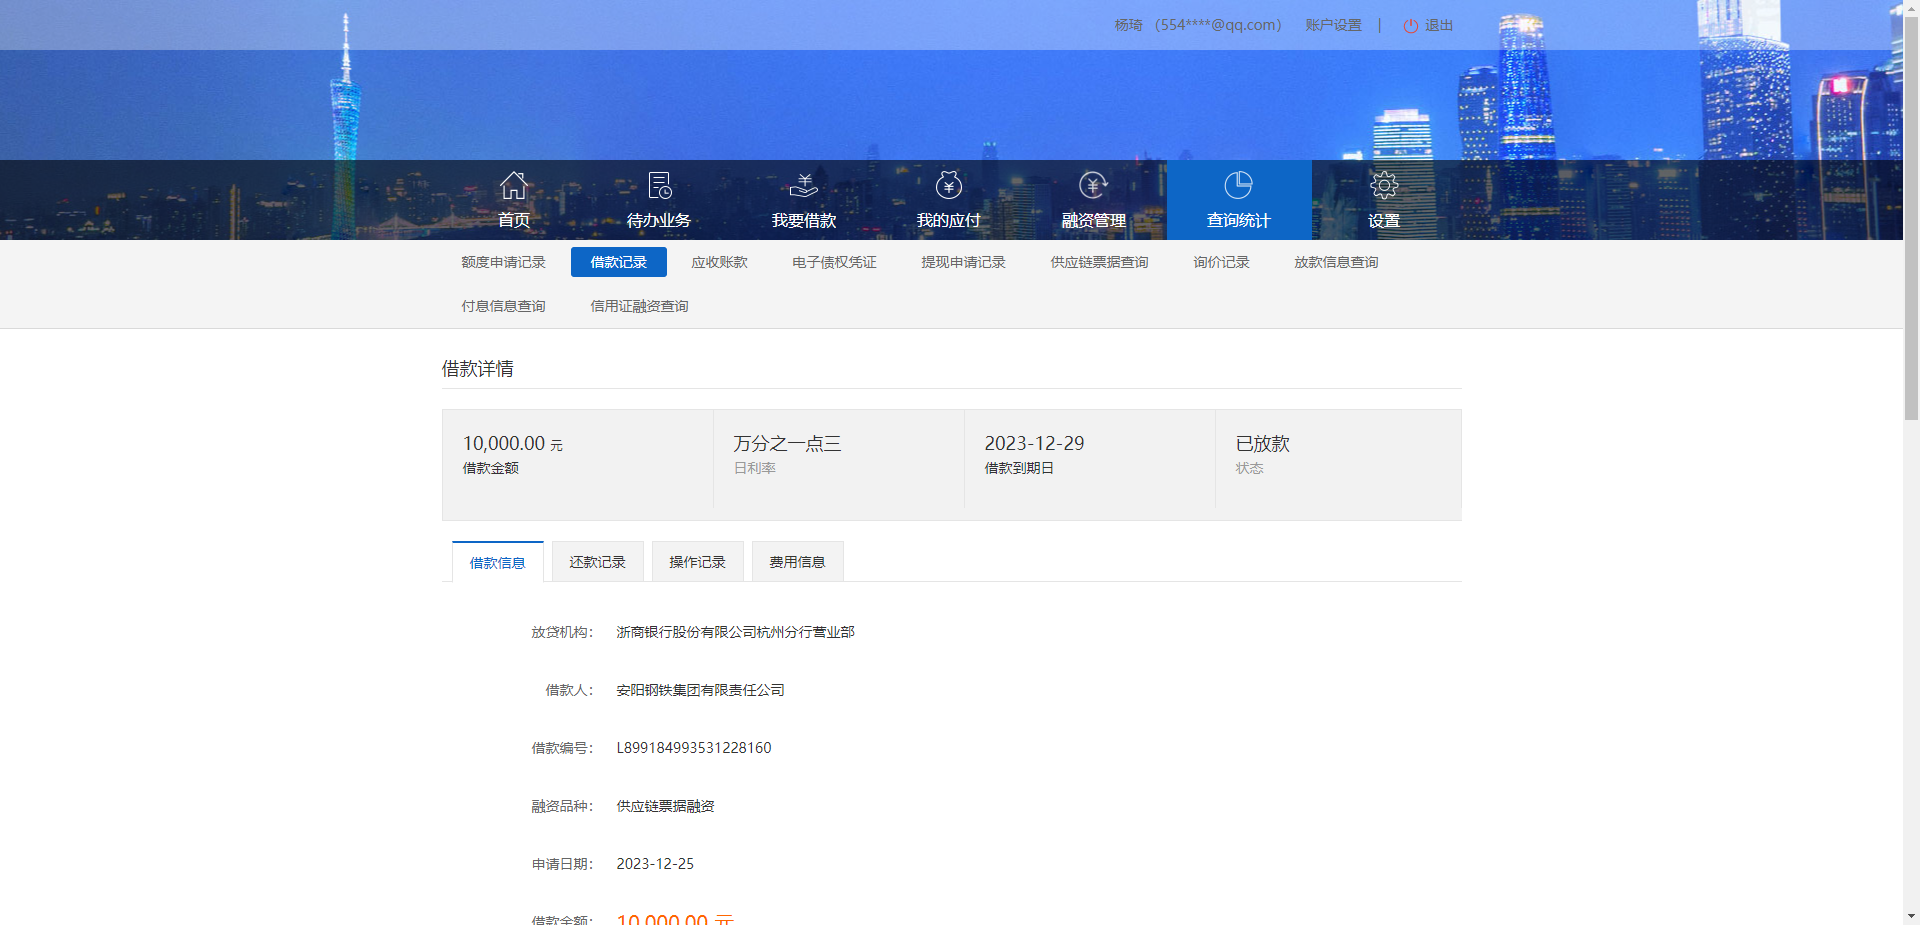 杨琦 （554****@qq.com） 账户设置 | 退出
首页 待办业务 我要借款 我的应付 融资管理 查询统计 设置
额度申请记录 借款记录 应收账款 电子债权凭证 提现申请记录 供应链票据查询 询价记录 放款信息查询
付息信息查询 信用证融资查询
借款详情
10,000.00 元 万分之一点三 2023-12-29 已放款
借款金额 日利率 借款到期日 状态
借款信息 还款记录 操作记录 费用信息
放贷机构： 浙商银行股份有限公司杭州分行营业部
借款人： 安阳钢铁集团有限责任公司
借款编号： L899184993531228160
融资品种： 供应链票据融资
申请日期： 2023-12-25
借款金额： 10,000.00 元